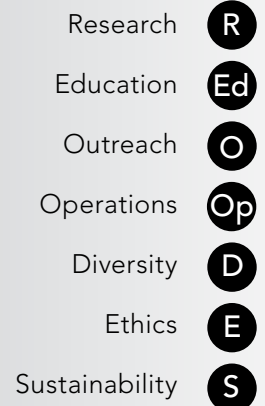 Research R
Education Ed
Outreach O
Operations Op
Diversity D
Ethics E
Sustainability S